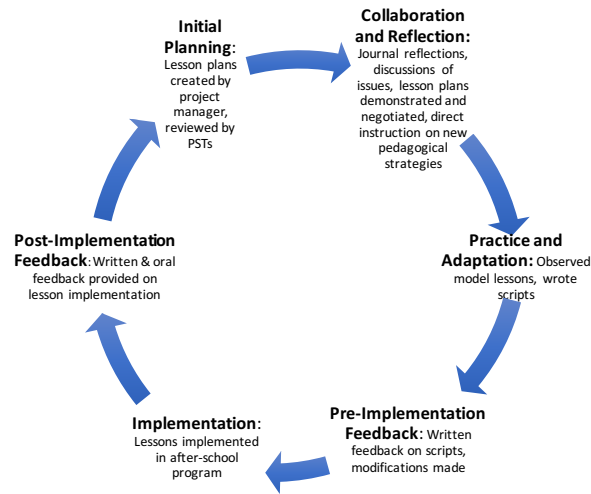 Initial
Planning:
Lesson plans
created by
project
manager,
reviewed by
PSTs
Collaboration
and Reflection:
Journal reflections,
discussions of
issues, lesson plans
demonstrated and
negotiated, direct
instruction on new
pedagogical
strategies
Practice and
Adaptation: Observed
model lessons, wrote
scripts
Pre-Implementation
Feedback: Written
feedback on scripts,
modifications made
Implementation:
Lessons implemented
in after-school
program
Post-Implementation
Feedback: Written & oral
feedback provided on
lesson implementation